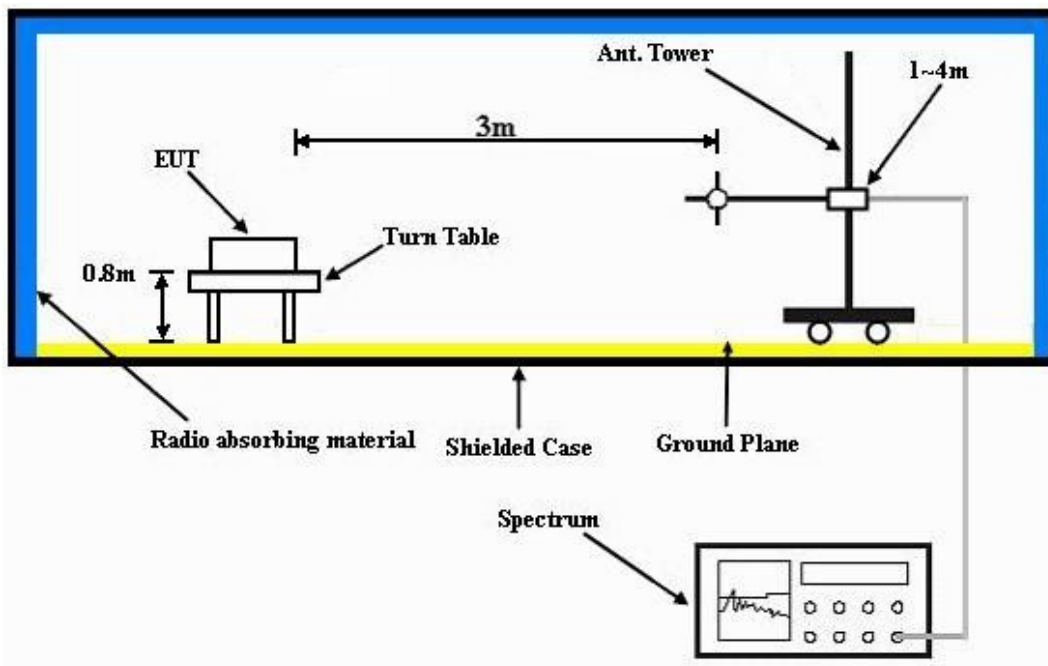 Ant. Tower
1~4m
3m
EUT
Turn Table
0.8m
Radio absorbing material
Shielded Case
Ground Plane
Spectrum